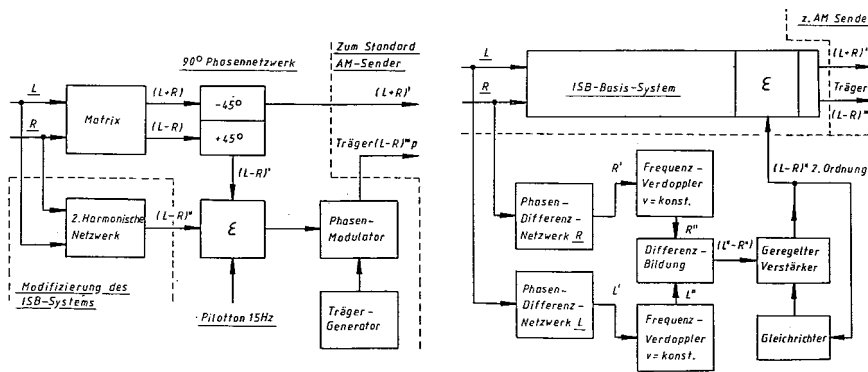 90° Phasennetzwerk
Zum Standard
AM-Sender
L
R
Matrix
(L+R)
(L-R)
-45°
+45°
(L+R)'
(L-R)'
Träger(L-R)"p
2. Harmonische
Netzwerk
(L-R)"
Ɛ
Phasen-
Modulator
Modifizierung des
ISB-Systems
Pilotton 15Hz
Träger-
Generator
z. AM Sender
L
R
ISB-Basis-System
Ɛ
(L+R)'
Träger
(L-R)"
(L-R)" 2. Ordnung
Phasen-
Differenz-
Netzwerk R
R'
Frequenz-
Verdoppler
v=konst.
R"
Differenz-
Bildung
(L"-R")
Geregelter
Verstärker
Phasen-
Differenz-
Netzwerk L
L'
L"
Frequenz-
Verdoppler
v=konst.
Gleichrichter